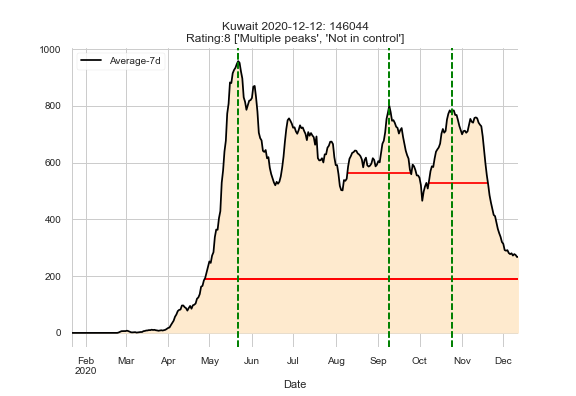 Kuwait 2020-12-12: 146044
Rating:8 ['Multiple peaks', 'Not in control']
Average-7d
1000
800
600
400
200
0
Feb Mar Apr May Jun Jul Aug Sep Oct Nov Dec
2020
Date